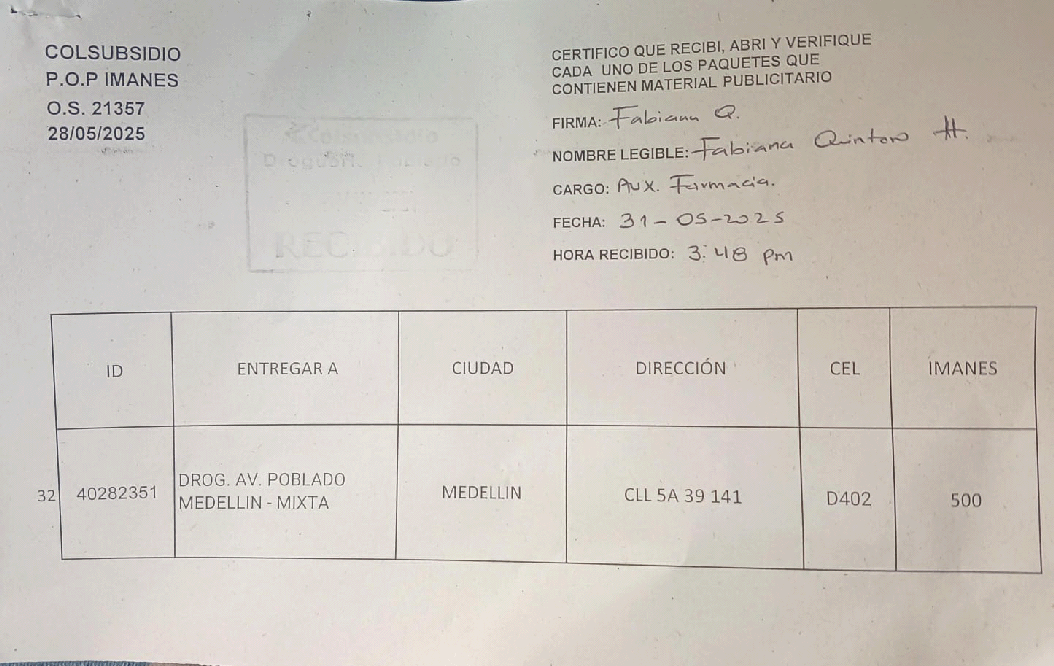 COLSUBSIDIO
P.O.P IMANES
O.S. 21357
28/05/2025
CERTIFICO QUE RECIBI, ABRI Y VERIFIQUE
CADA UNO DE LOS PAQUETES QUE
CONTIENEN MATERIAL PUBLICITARIO
FIRMA: Fabiana Q.
NOMBRE LEGIBLE: Fabiana Quintero H.
CARGO: Aux. Farmacia.
FECHA: 31-05-2025
HORA RECIBIDO: 3:48 pm
RECIBIDO
ID ENTREGAR A CIUDAD DIRECCIÓN CEL IMANES
32 40282351 DROG. AV. POBLADO MEDELLIN CLL 5A 39 141 D402 500
MEDELLIN - MIXTA